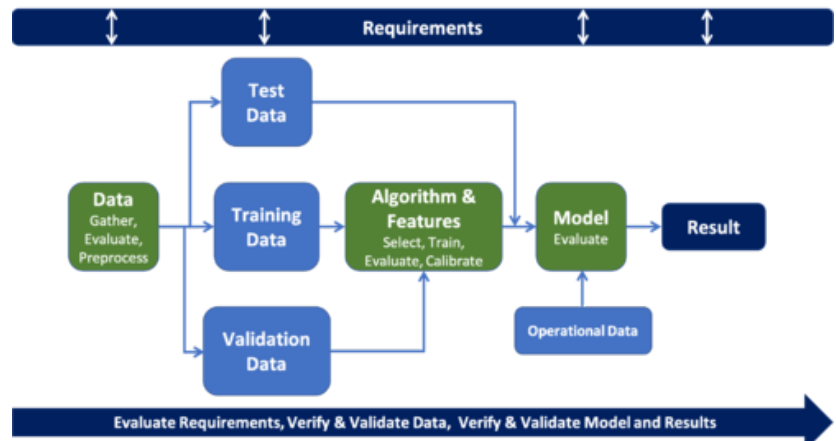 Requirements
Test
Data
Data
Gather,
Evaluate,
Preprocess
Training
Data
Algorithm &
Features
Select, Train,
Evaluate, Calibrate
Model
Evaluate
Result
Validation
Data
Operational Data
Evaluate Requirements, Verify & Validate Data, Verify & Validate Model and Results